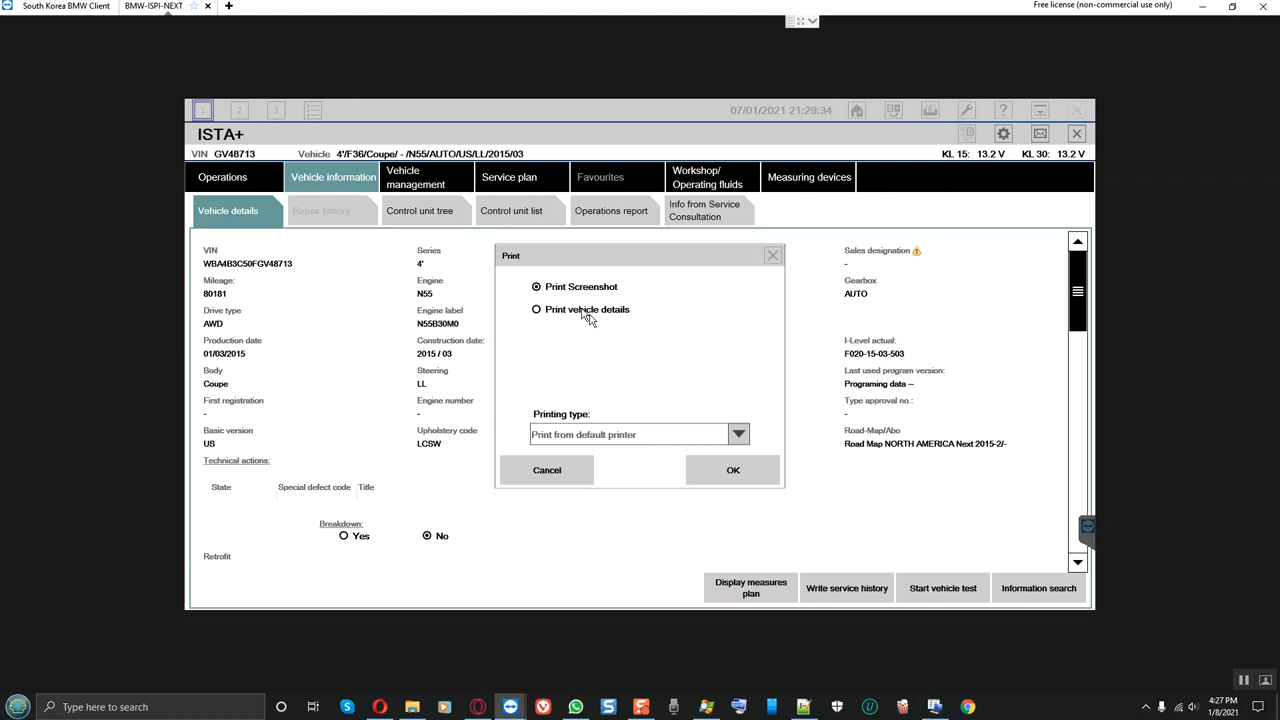 South Korea BMW Client
BMW-ISPI-NEXT
Free license (non-commercial use only)
1
2
3
07/01/2021 21:29:34
ISTA+
VIN GV48713
Vehicle 4'/F36/Coupe/ - /N55/AUTO/US/LL/2015/03
KL 15: 13.2 V
KL 30: 13.2 V
Operations
Vehicle information
Vehicle
management
Service plan
Favourites
Workshop/
Operating fluids
Measuring devices
Vehicle details
Repair history
Control unit tree
Control unit list
Operations report
Info from Service
Consultation
VIN
WBA4B3C50FGV48713
Mileage:
80181
Drive type
AWD
Production date
01/03/2015
Body
Coupe
First registration
-
Basic version
US
Series
4'
Engine
N55
Engine label
N55B30M0
Construction date:
2015 / 03
Steering
LL
Engine number
-
Upholstery code
LCSW
Print
Print Screenshot
Print vehicle details
Printing type:
Print from default printer
Cancel
OK
Sales designation
-
Gearbox
AUTO
I-Level actual:
F020-15-03-503
Last used program version:
Programing data --
Type approval no.:
-
Road-Map/Abo
Road Map NORTH AMERICA Next 2015-2/-
Technical actions:
State
Special defect code
Title
Breakdown:
Yes
No
Retrofit
Display measures
plan
Write service history
Start vehicle test
Information search
Type here to search
4:27 PM
1/8/2021